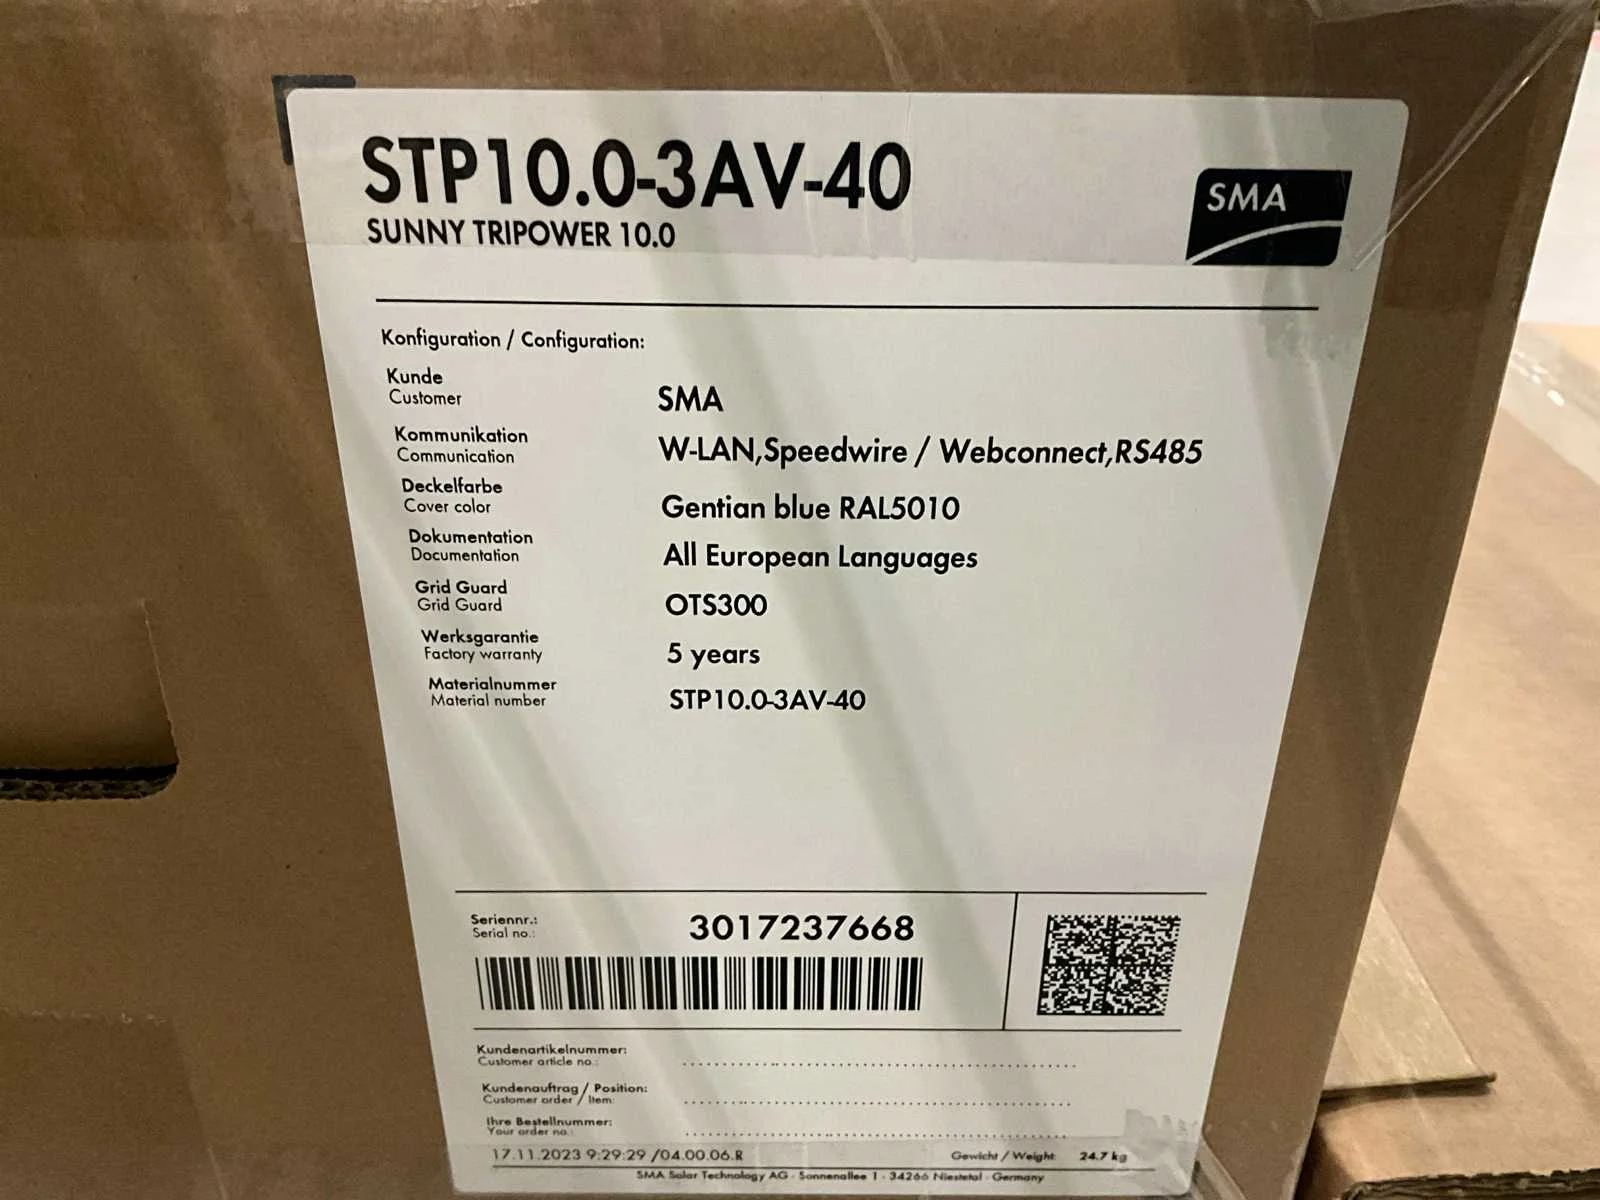 STP10.0-3AV-40
SUNNY TRIPOWER 10.0
SMA
Konfiguration / Configuration:
Kunde
Customer
SMA
Kommunikation
Communication
W-LAN,Speedwire / Webconnect,RS485
Deckelfarbe
Cover color
Gentian blue RAL5010
Dokumentation
Documentation
All European Languages
Grid Guard
Grid Guard
OTS300
Werksgarantie
Factory warranty
5 years
Materialnummer
Material number
STP10.0-3AV-40
Seriennr.:
Serial no.:
3017237668
Kundenartikelnummer:
Customer article no.:
Kundenauftrag / Position:
Customer order / Item:
Ihre Bestellnummer:
Your order no.:
17.11.2023 9:29:29 /04.00.06.R
Gewicht / Weight: 24.7 kg
SMA Solar Technology AG · Sonnenallee 1 · 34266 Niestetal · Germany